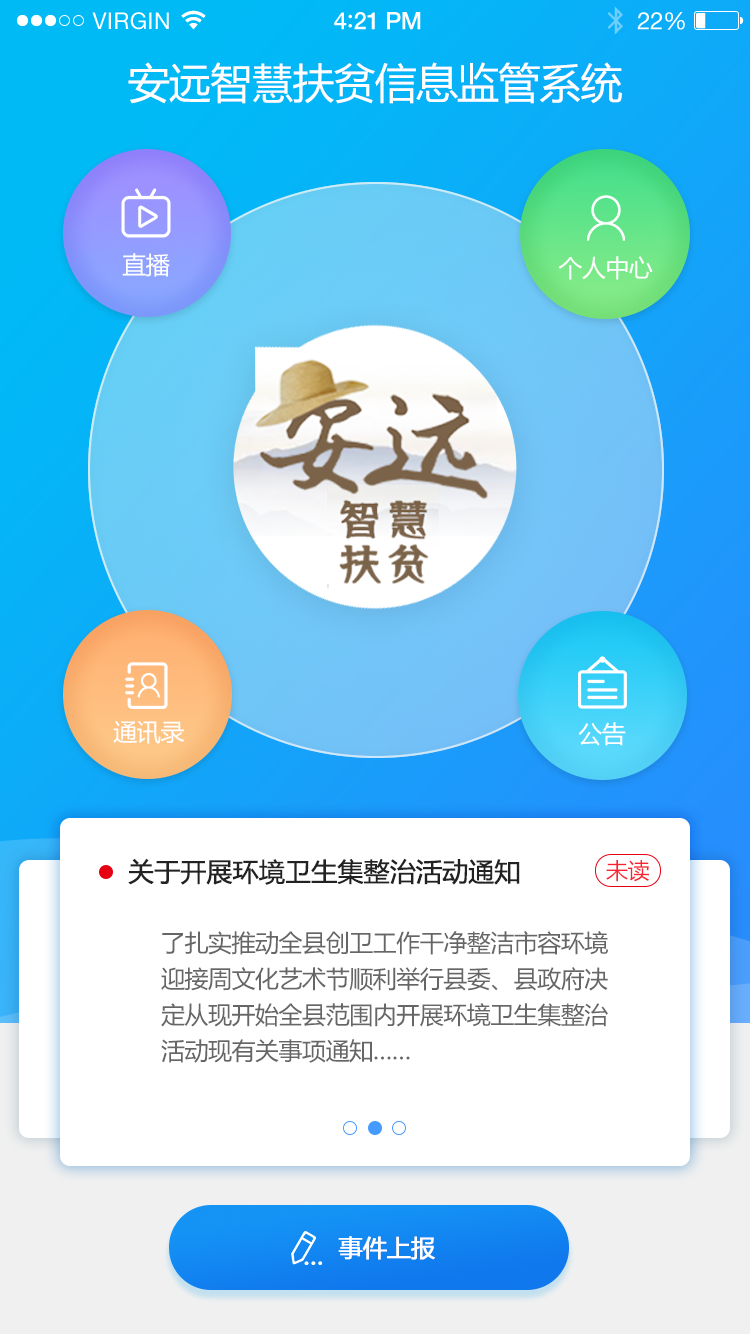 VIRGIN 4:21 PM 22%
安远智慧扶贫信息监管系统
直播
个人中心
安远
智慧
扶贫
通讯录
公告
关于开展环境卫生集整治活动通知 未读
了扎实推动全县创卫工作干净整洁市容环境
迎接周文化艺术节顺利举行县委、县政府决
定从现开始全县范围内开展环境卫生集整治
活动现有关事项通知......
事件上报